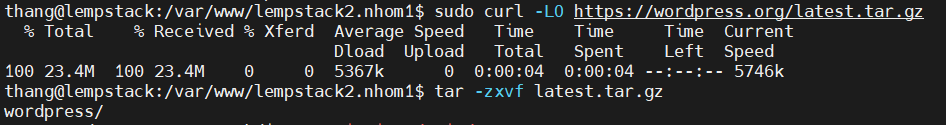 thang@lempstack:/var/www/lempstack2.nhom1$ sudo curl -LO https://wordpress.org/latest.tar.gz
% Total % Received % Xferd Average Speed Time Time Time Current
Dload Upload Total Spent Left Speed
100 23.4M 100 23.4M 0 0 5367k 0 0:00:04 0:00:04 --:--:-- 5746k
thang@lempstack:/var/www/lempstack2.nhom1$ tar -zxvf latest.tar.gz
wordpress/